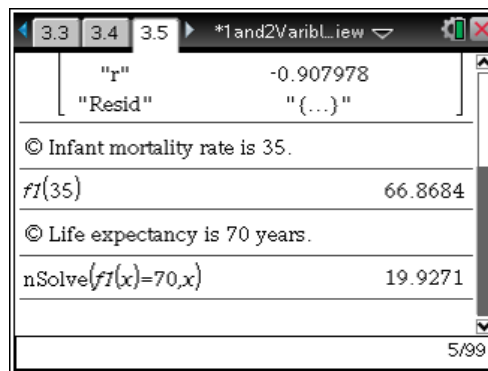 3.3 3.4 3.5 *1and2Varibl…iew
"r" -0.907978
"Resid" "{…}"
© Infant mortality rate is 35.
f1(35) 66.8684
© Life expectancy is 70 years.
nSolve(f1(x)=70,x) 19.9271
5/99